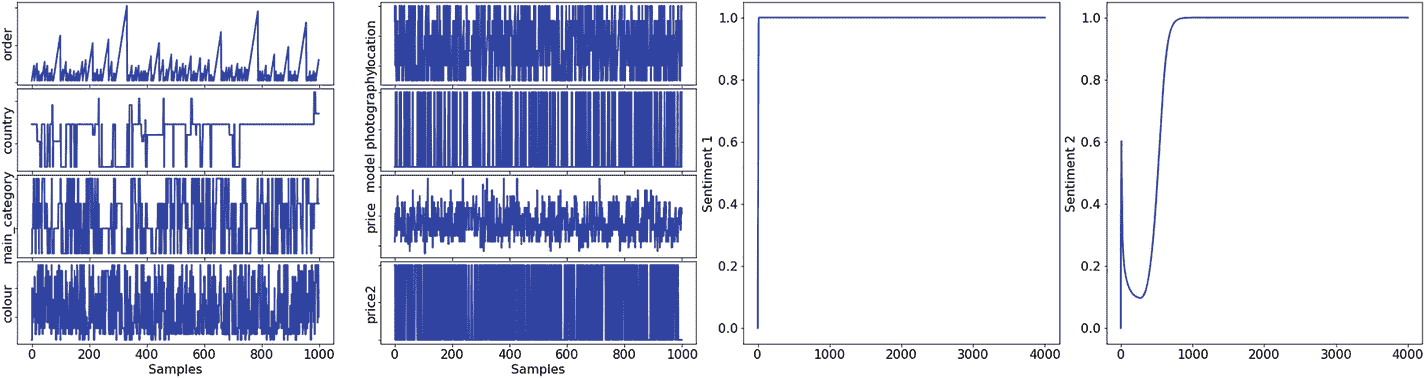 order
country
main_category
colour
0 200 400 600 800 1000
Samples
location
model photography
price
price2
0 200 400 600 800 1000
Samples
Sentiment 1
1.0
0.8
0.6
0.4
0.2
0.0
0 1000 2000 3000 4000
Sentiment 2
1.0
0.8
0.6
0.4
0.2
0.0
0 1000 2000 3000 4000